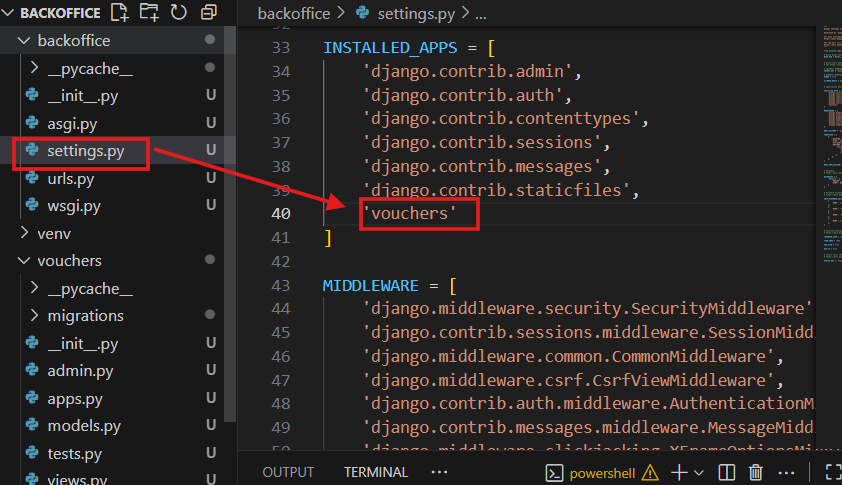 BACKOFFICE
backoffice
__pycache__
__init__.py U
asgi.py U
settings.py U
urls.py U
wsgi.py U
venv
vouchers
__pycache__
migrations
__init__.py U
admin.py U
apps.py U
models.py U
tests.py U
views.py U
backoffice > settings.py > ...
33 INSTALLED_APPS = [
34 'django.contrib.admin',
35 'django.contrib.auth',
36 'django.contrib.contenttypes',
37 'django.contrib.sessions',
38 'django.contrib.messages',
39 'django.contrib.staticfiles',
40 'vouchers'
41 ]
42
43 MIDDLEWARE = [
44 'django.middleware.security.SecurityMiddleware'
45 'django.contrib.sessions.middleware.SessionMidd
46 'django.middleware.common.CommonMiddleware',
47 'django.middleware.csrf.CsrfViewMiddleware',
48 'django.contrib.auth.middleware.AuthenticationM
49 'django.contrib.messages.middleware.MessageMidd
50 'django.middleware.clickjacking.XFrameOptionsMi
OUTPUT TERMINAL ...
powershell